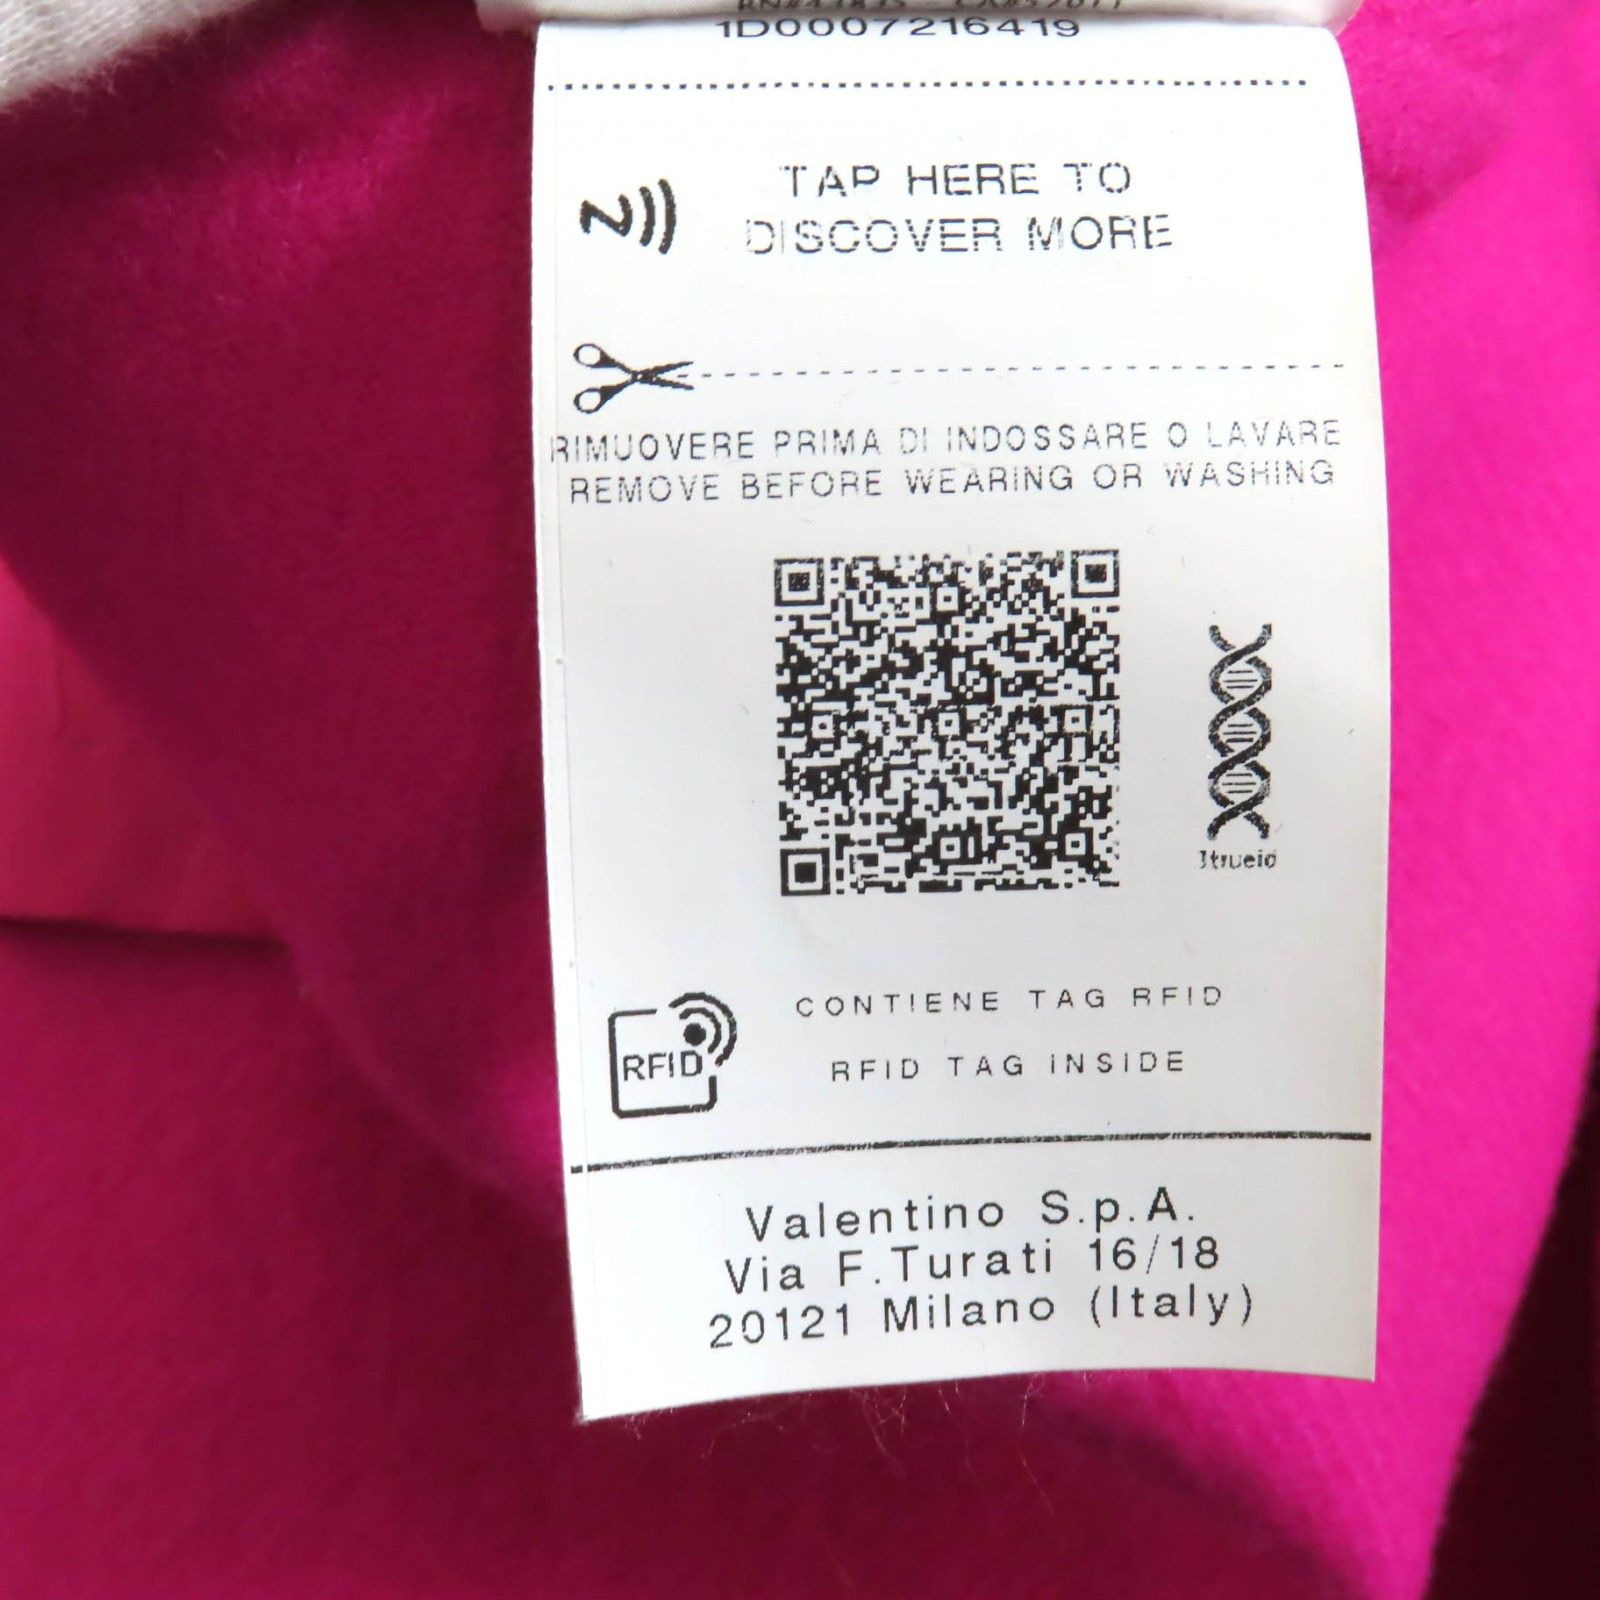 1D0007216419
TAP HERE TO
DISCOVER MORE
RIMUOVERE PRIMA DI INDOSSARE O LAVARE
REMOVE BEFORE WEARING OR WASHING
1trueid
CONTIENE TAG RFID
RFID
RFID TAG INSIDE
Valentino S.p.A.
Via F.Turati 16/18
20121 Milano (Italy)